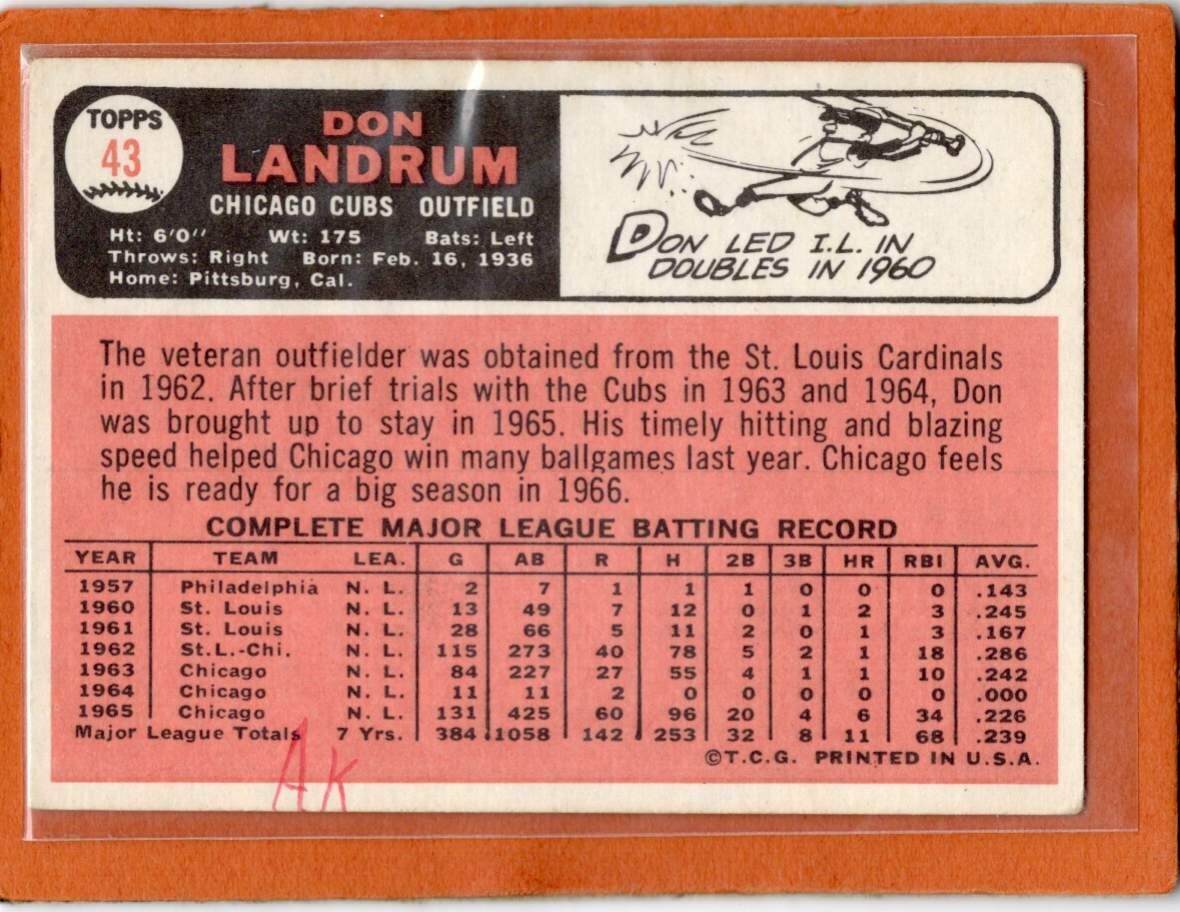 TOPPS
43
DON
LANDRUM
CHICAGO CUBS OUTFIELD
Ht: 6'0" Wt: 175 Bats: Left
Throws: Right Born: Feb. 16, 1936
Home: Pittsburg, Cal.
DON LED I.L. IN
DOUBLES IN 1960
The veteran outfielder was obtained from the St. Louis Cardinals
in 1962. After brief trials with the Cubs in 1963 and 1964, Don
was brought up to stay in 1965. His timely hitting and blazing
speed helped Chicago win many ballgames last year. Chicago feels
he is ready for a big season in 1966.
COMPLETE MAJOR LEAGUE BATTING RECORD
YEAR TEAM LEA. G AB R H 2B 3B HR RBI AVG.
1957 Philadelphia N. L. 2 7 1 1 1 0 0 0 .143
1960 St. Louis N. L. 13 49 7 12 0 1 2 3 .245
1961 St. Louis N. L. 28 66 5 11 2 0 1 3 .167
1962 St.L.-Chi. N. L. 115 273 40 78 5 2 1 18 .286
1963 Chicago N. L. 84 227 27 55 4 1 1 10 .242
1964 Chicago N. L. 11 11 2 0 0 0 0 0 .000
1965 Chicago N. L. 131 425 60 96 20 4 6 34 .226
Major League Totals 7 Yrs. 384 1058 142 253 32 8 11 68 .239
©T.C.G. PRINTED IN U.S.A.
AK